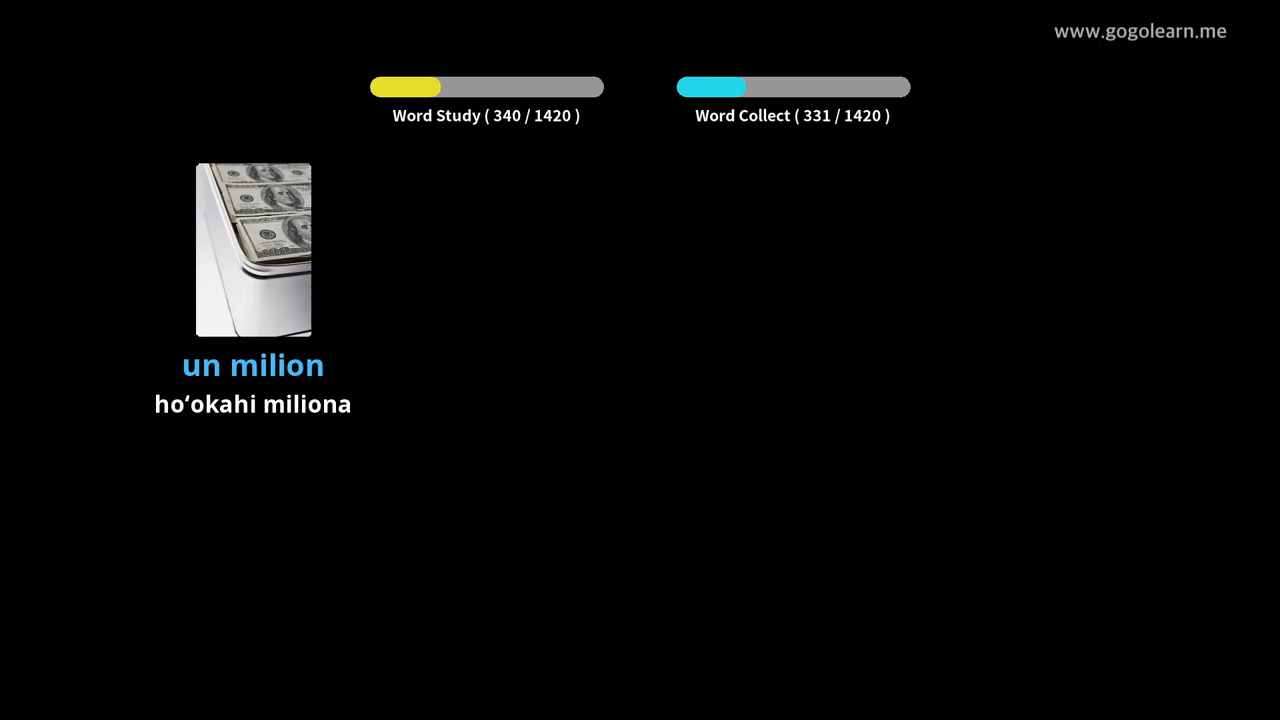 www.gogolearn.me
Word Study ( 340 / 1420 )
Word Collect ( 331 / 1420 )
un milion
hoʻokahi miliona